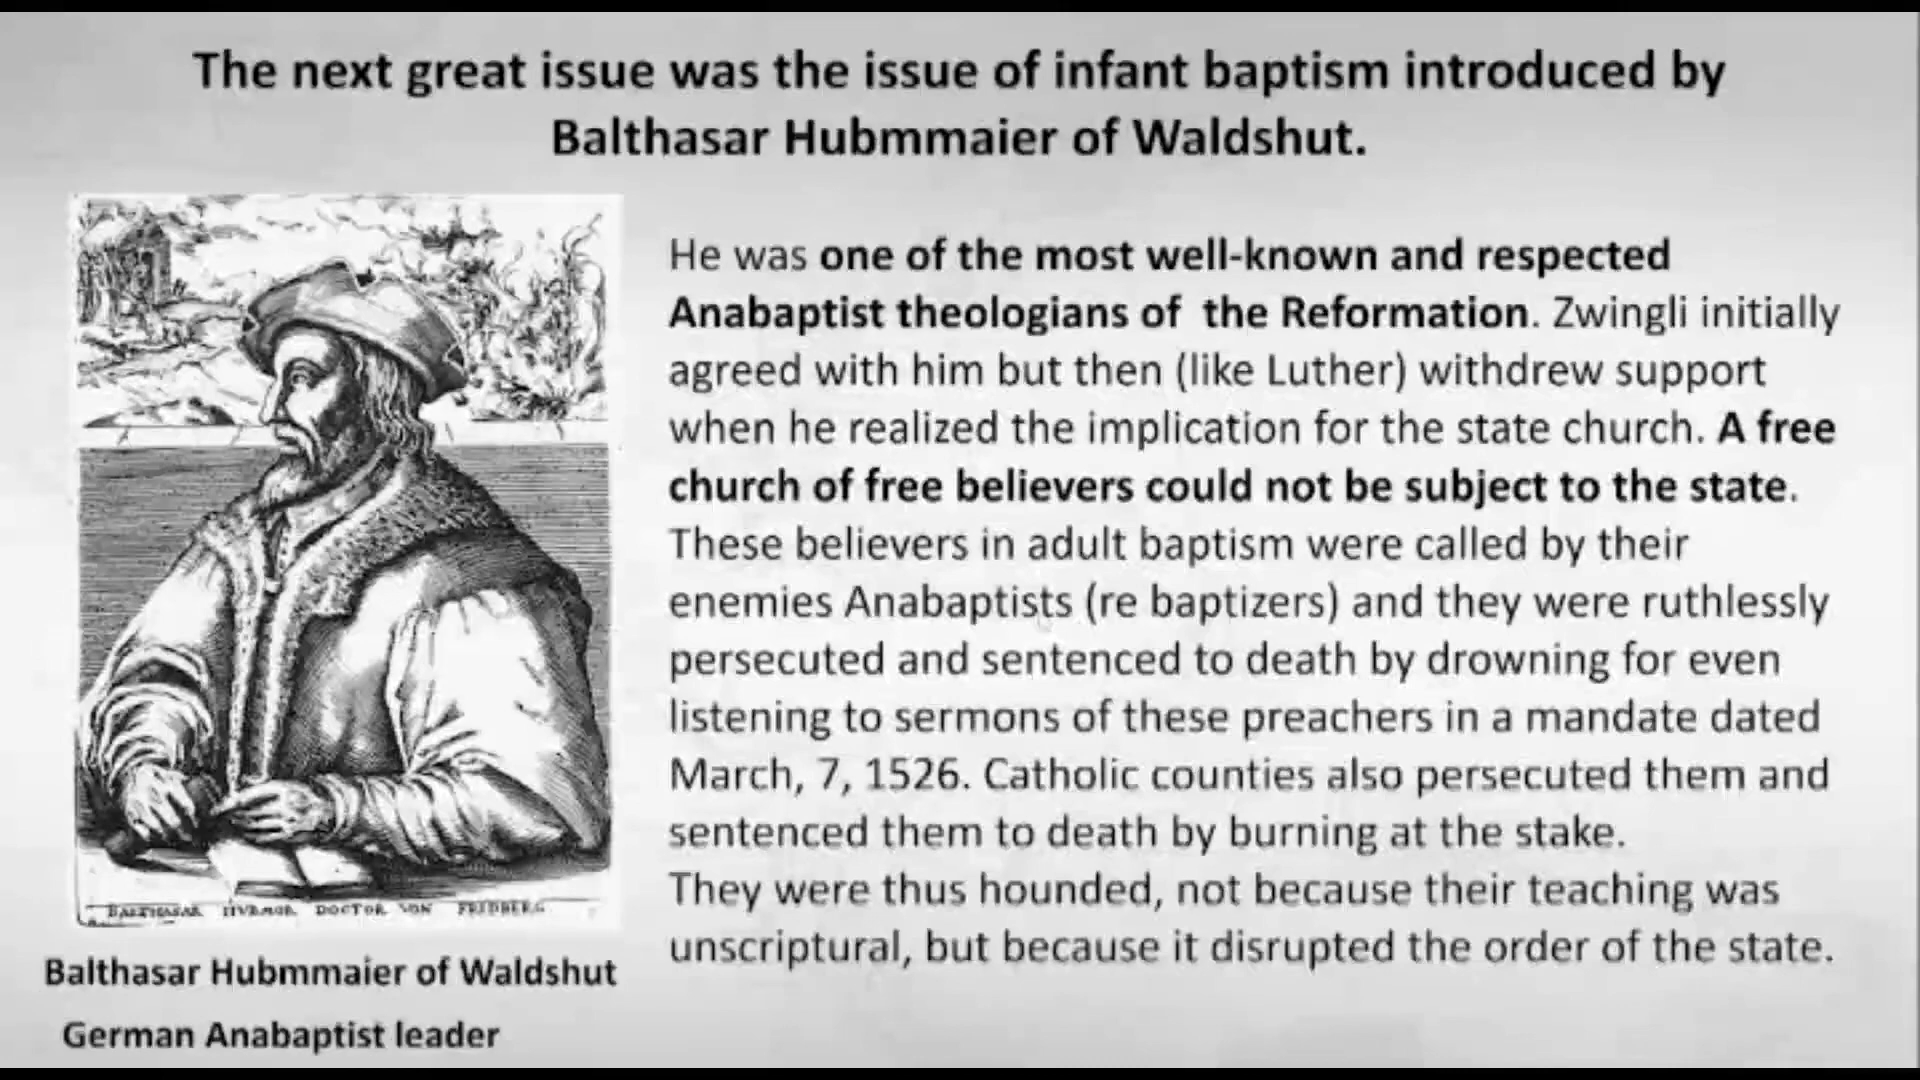 The next great issue was the issue of infant baptism introduced by
Balthasar Hubmmaier of Waldshut.
He was one of the most well-known and respected
Anabaptist theologians of the Reformation. Zwingli initially
agreed with him but then (like Luther) withdrew support
when he realized the implication for the state church. A free
church of free believers could not be subject to the state.
These believers in adult baptism were called by their
enemies Anabaptists (re baptizers) and they were ruthlessly
persecuted and sentenced to death by drowning for even
listening to sermons of these preachers in a mandate dated
March, 7, 1526. Catholic counties also persecuted them and
sentenced them to death by burning at the stake.
They were thus hounded, not because their teaching was
unscriptural, but because it disrupted the order of the state.
BALTHASAR HVBMOR DOCTOR VON FRIDBERG
Balthasar Hubmmaier of Waldshut
German Anabaptist leader